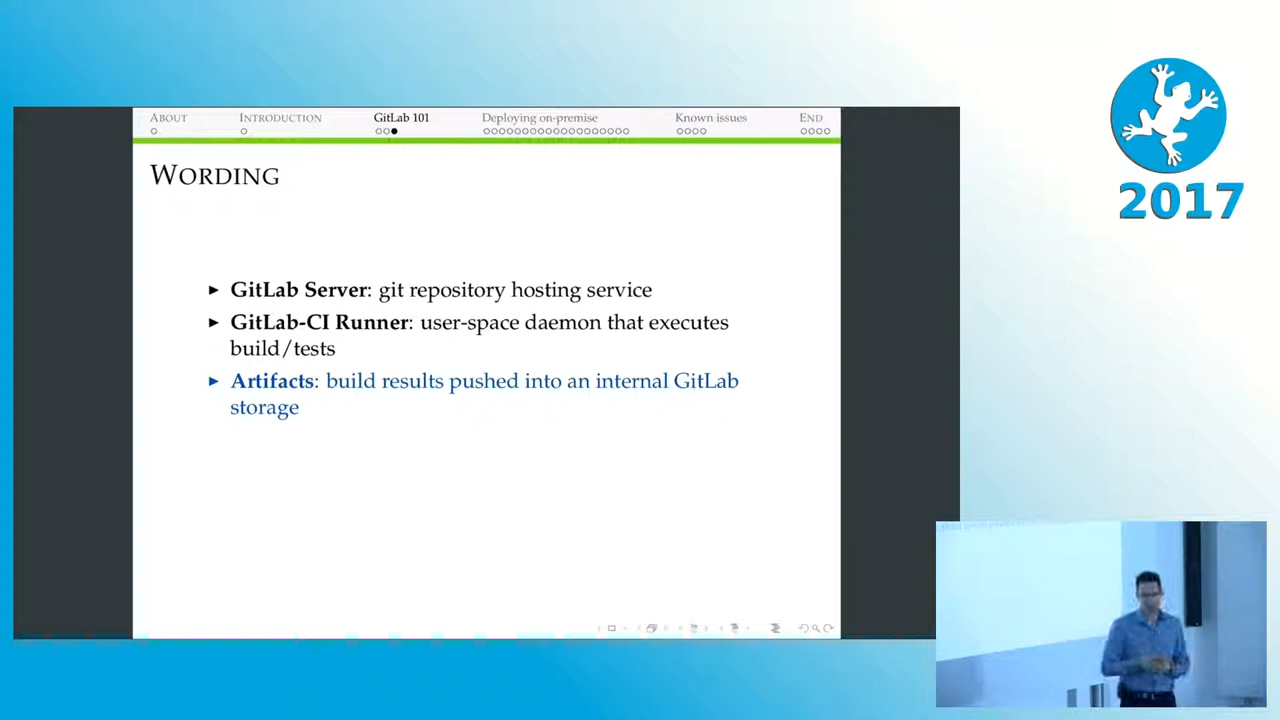 ABOUT
INTRODUCTION
GitLab 101
Deploying on-premise
Known issues
END
WORDING
GitLab Server: git repository hosting service
GitLab-CI Runner: user-space daemon that executes
build/tests
Artifacts: build results pushed into an internal GitLab
storage
2017